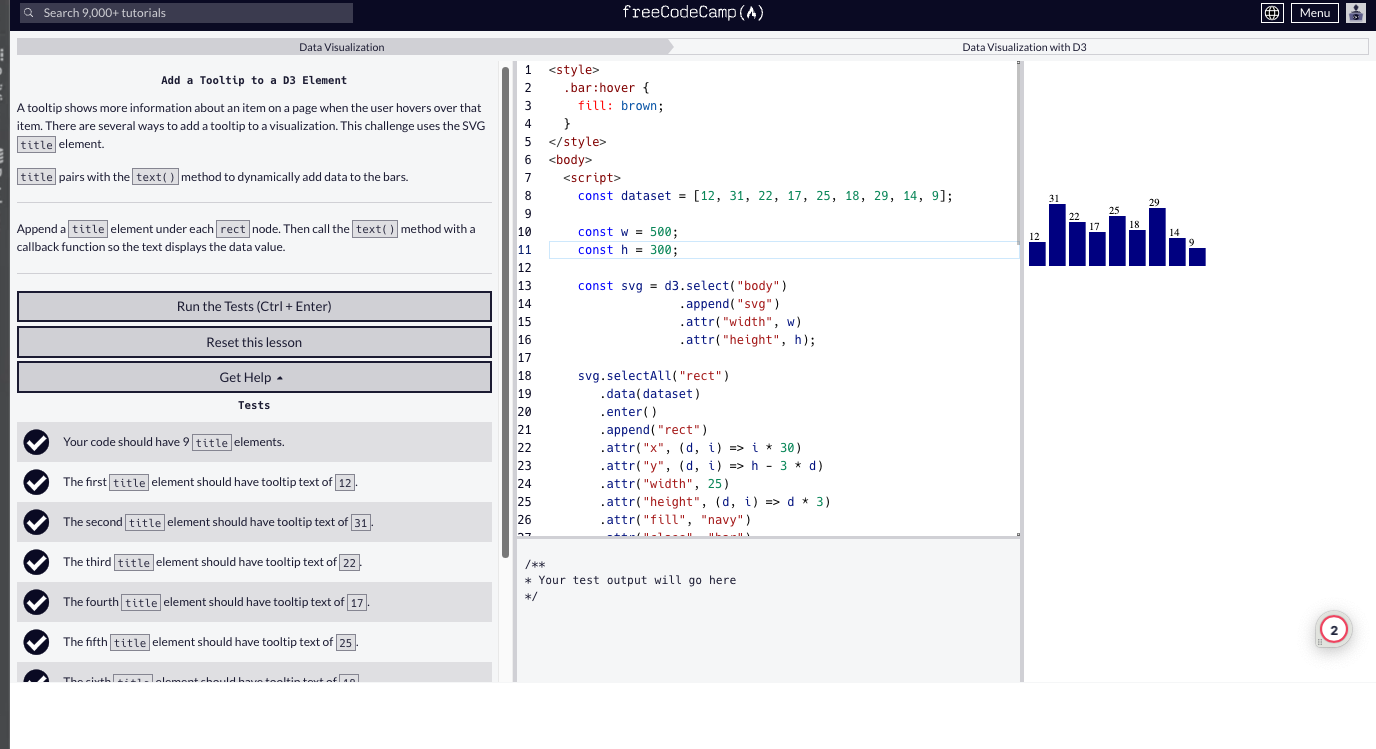 Search 9,000+ tutorials
freeCodeCamp
Menu
Data Visualization
Data Visualization with D3
Add a Tooltip to a D3 Element
A tooltip shows more information about an item on a page when the user hovers over that
item. There are several ways to add a tooltip to a visualization. This challenge uses the SVG
title element.
title pairs with the text() method to dynamically add data to the bars.
Append a title element under each rect node. Then call the text() method with a
callback function so the text displays the data value.
Run the Tests (Ctrl + Enter)
Reset this lesson
Get Help
Tests
Your code should have 9 title elements.
The first title element should have tooltip text of 12.
The second title element should have tooltip text of 31.
The third title element should have tooltip text of 22.
The fourth title element should have tooltip text of 17.
The fifth title element should have tooltip text of 25.
The sixth title element should have tooltip text of 18.
1 <style>
2 .bar:hover {
3 fill: brown;
4 }
5 </style>
6 <body>
7 <script>
8 const dataset = [12, 31, 22, 17, 25, 18, 29, 14, 9];
9
10 const w = 500;
11 const h = 300;
12
13 const svg = d3.select("body")
14 .append("svg")
15 .attr("width", w)
16 .attr("height", h);
17
18 svg.selectAll("rect")
19 .data(dataset)
20 .enter()
21 .append("rect")
22 .attr("x", (d, i) => i * 30)
23 .attr("y", (d, i) => h - 3 * d)
24 .attr("width", 25)
25 .attr("height", (d, i) => d * 3)
26 .attr("fill", "navy")
27 .attr("class", "bar")
/**
* Your test output will go here
*/
12 31 22 17 25 18 29 14 9
2